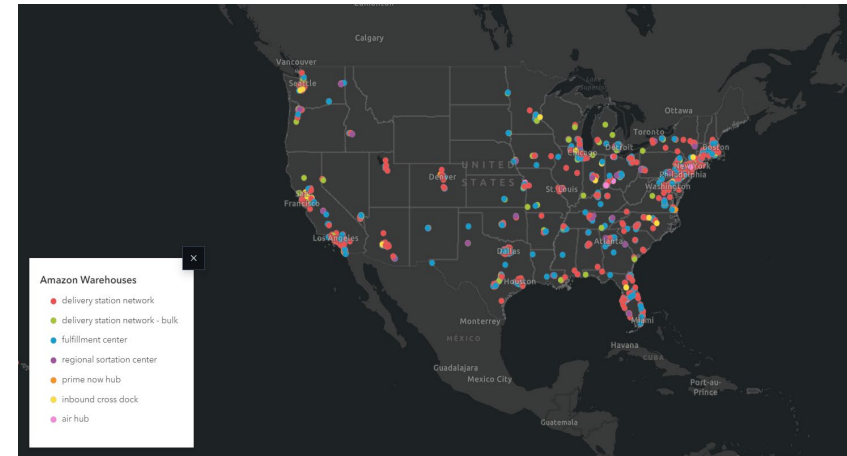 Edmonton
Calgary
Vancouver
Seattle
Ottawa
Toronto
Boston
Detroit
Chicago
New York
Philadelphia
UNITED
STATES
Denver
St. Louis
Washington
San
Francisco
Los Angeles
Atlanta
Dallas
Houston
×
Amazon Warehouses
delivery station network
delivery station network - bulk
fulfillment center
regional sortation center
prime now hub
inbound cross dock
air hub
Monterrey
Miami
MÉXICO
Havana
CUBA
Guadalajara
Mexico City
Port-au-
Prince
Guatemala